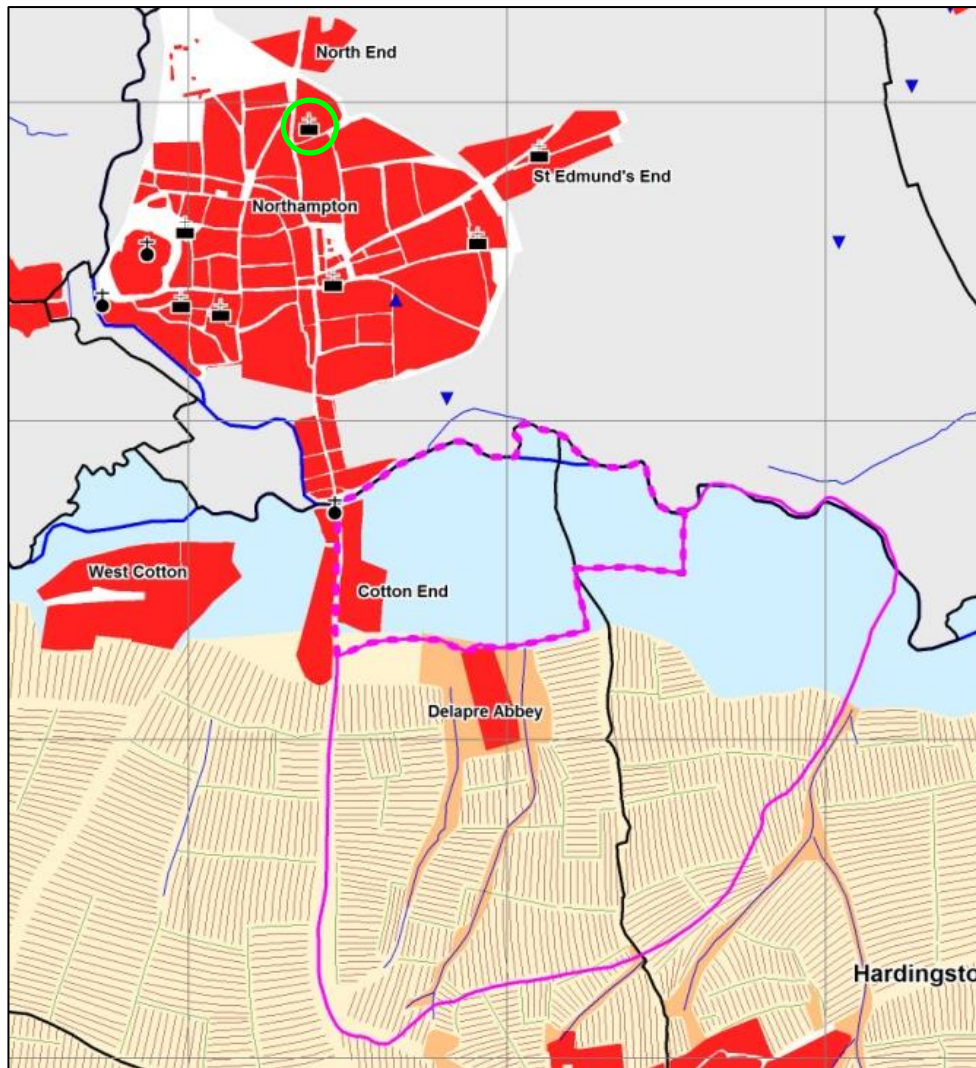 North End
St Edmund's End
Northampton
West Cotton
Cotton End
Delapre Abbey
Hardingsto